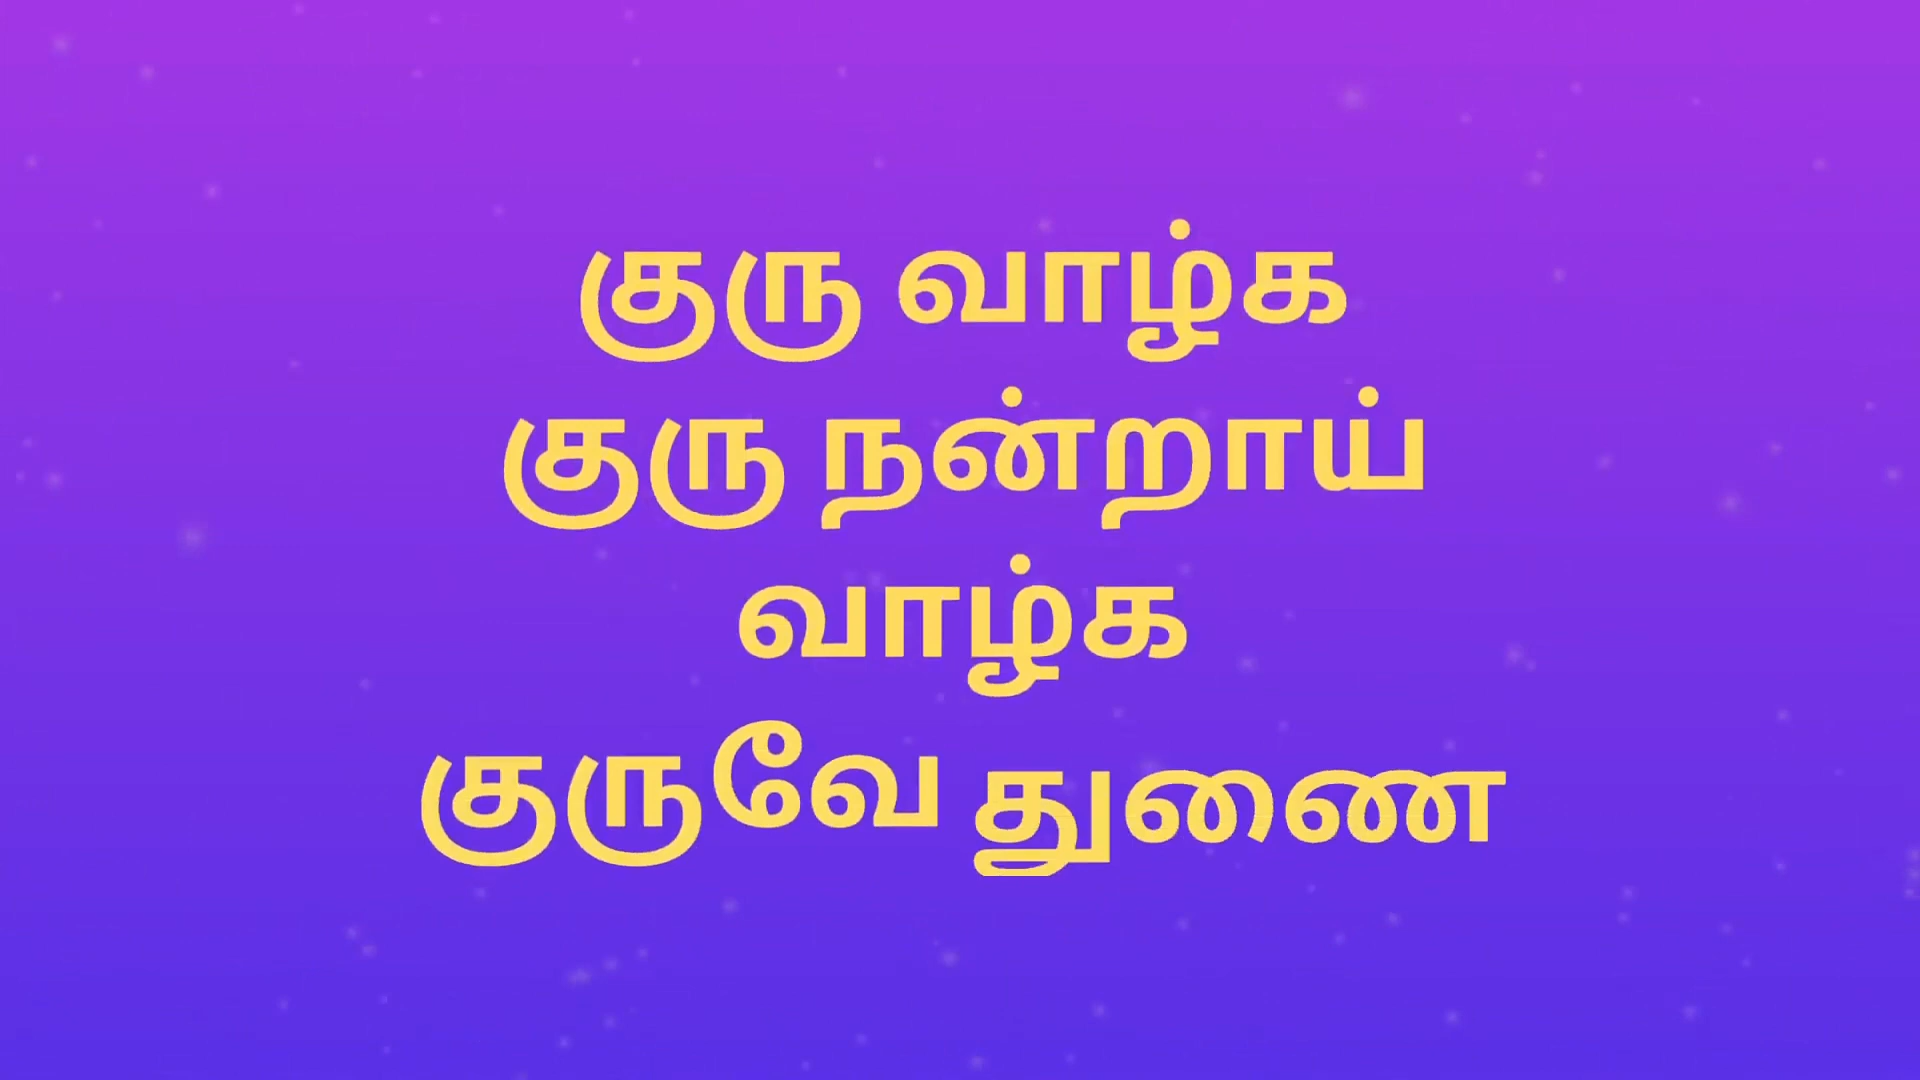 குரு வாழ்க
குரு நன்றாய்
வாழ்க
குருவே துணை